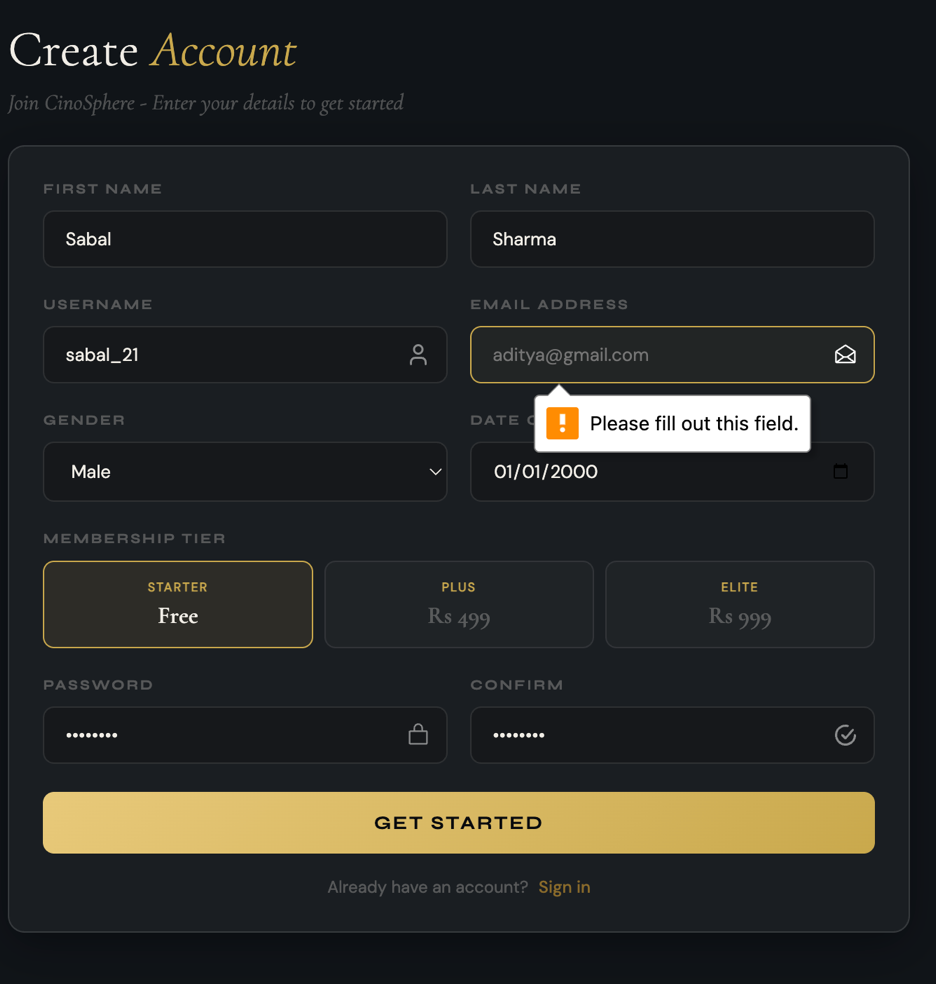 Create Account
Join CinoSphere - Enter your details to get started
FIRST NAME
LAST NAME
Sabal
Sharma
USERNAME
EMAIL ADDRESS
sabal_21
aditya@gmail.com
Please fill out this field.
GENDER
DATE
Male
01/01/2000
MEMBERSHIP TIER
STARTER
Free
PLUS
Rs 499
ELITE
Rs 999
PASSWORD
CONFIRM
••••••••
••••••••
GET STARTED
Already have an account? Sign in